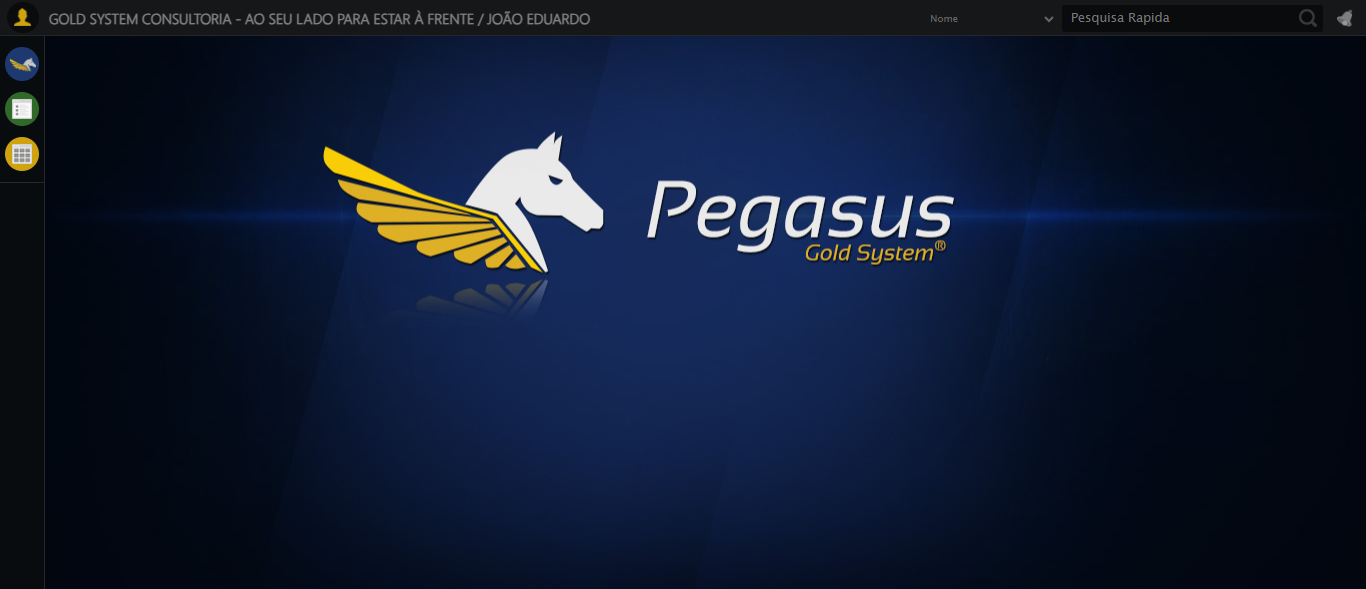 GOLD SYSTEM CONSULTORIA - AO SEU LADO PARA ESTAR À FRENTE / JOÃO EDUARDO
Nome
Pesquisa Rapida
Pegasus
Gold System®